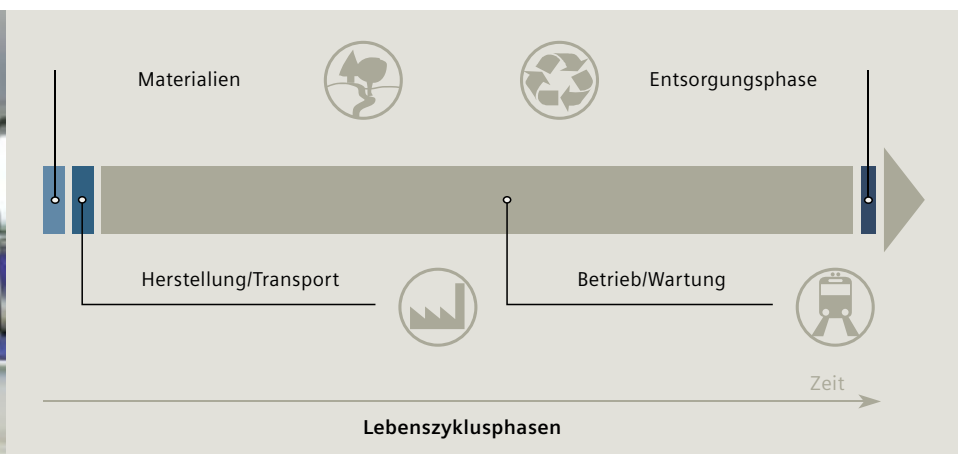 Materialien
Entsorgungsphase
Herstellung/Transport
Betrieb/Wartung
Zeit
Lebenszyklusphasen